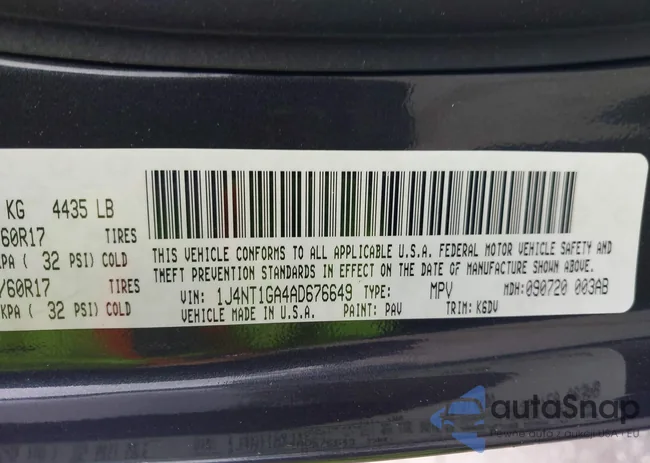 KG 4435 LB
/60R17 TIRES
KPA ( 32 PSI) COLD
/60R17 TIRES
KPA ( 32 PSI) COLD
THIS VEHICLE CONFORMS TO ALL APPLICABLE U.S.A. FEDERAL MOTOR VEHICLE SAFETY AND
THEFT PREVENTION STANDARDS IN EFFECT ON THE DATE OF MANUFACTURE SHOWN ABOVE.
VIN: 1J4NT1GA4AD676649 TYPE: MPV MDH: 090720 003AB
VEHICLE MADE IN U.S.A. PAINT: PAV TRIM: K6DV
autoSnap